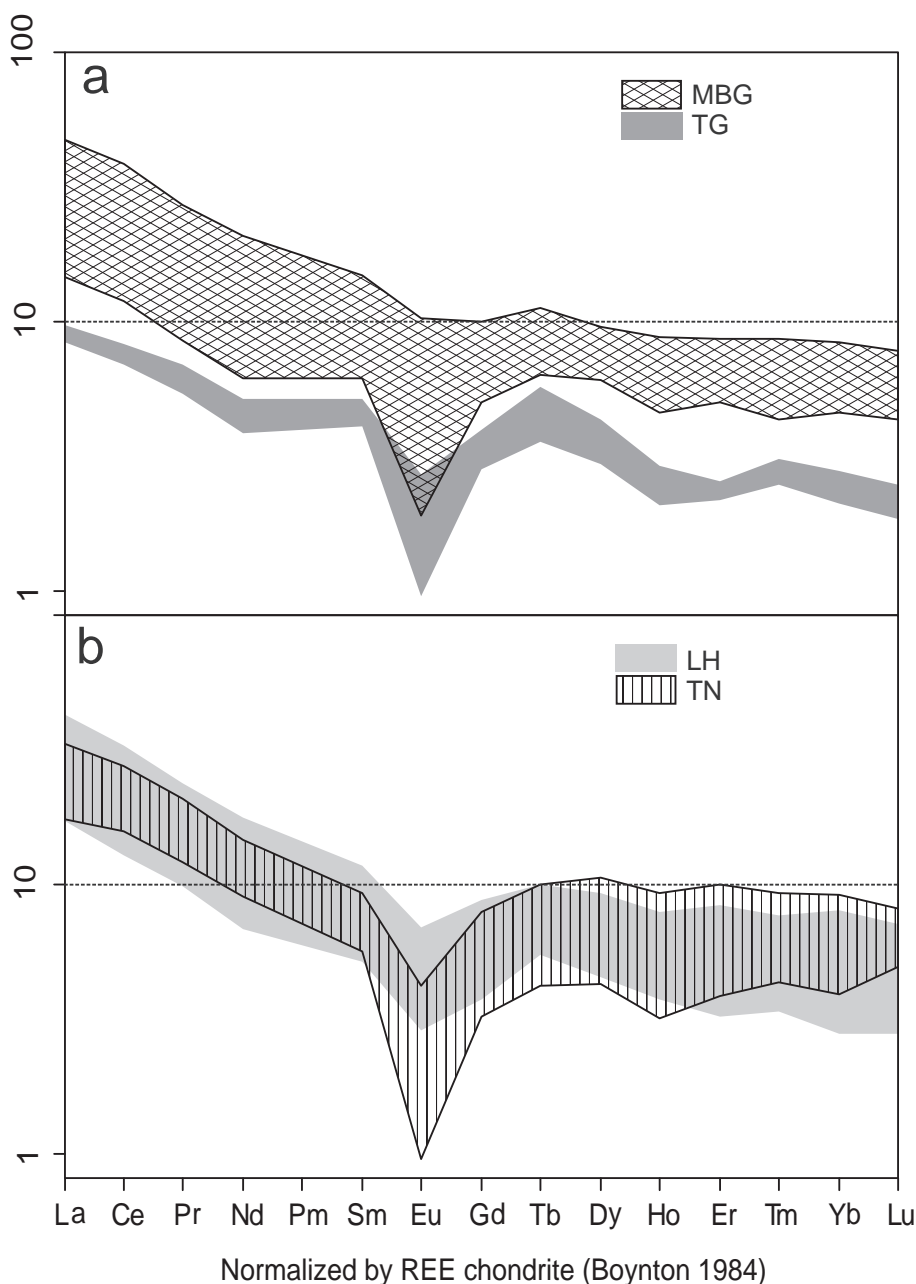 100
a
MBG
TG
10
1
b
LH
TN
10
1
La Ce Pr Nd Pm Sm Eu Gd Tb Dy Ho Er Tm Yb Lu
Normalized by REE chondrite (Boynton 1984)